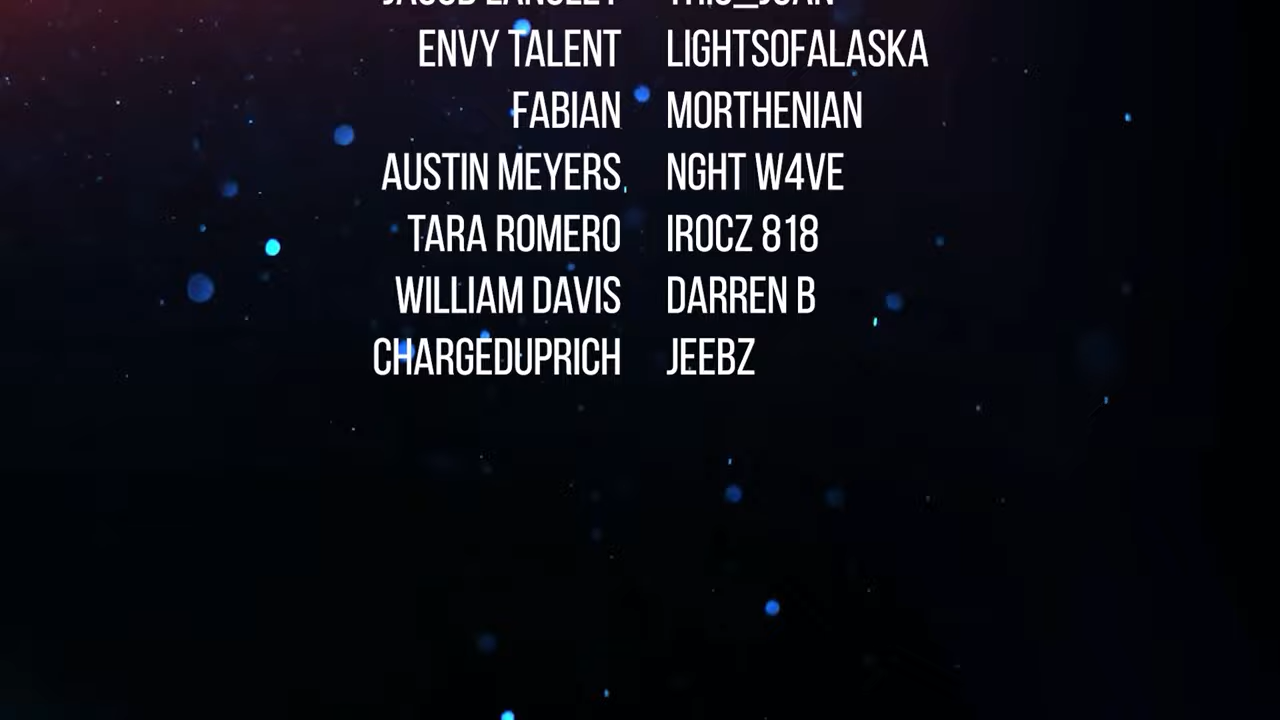 ENVY TALENT LIGHTSOFALASKA
FABIAN MORTHENIAN
AUSTIN MEYERS NGHT W4VE
TARA ROMERO IROCZ 818
WILLIAM DAVIS DARREN B
CHARGEDUPRICH JEEBZ